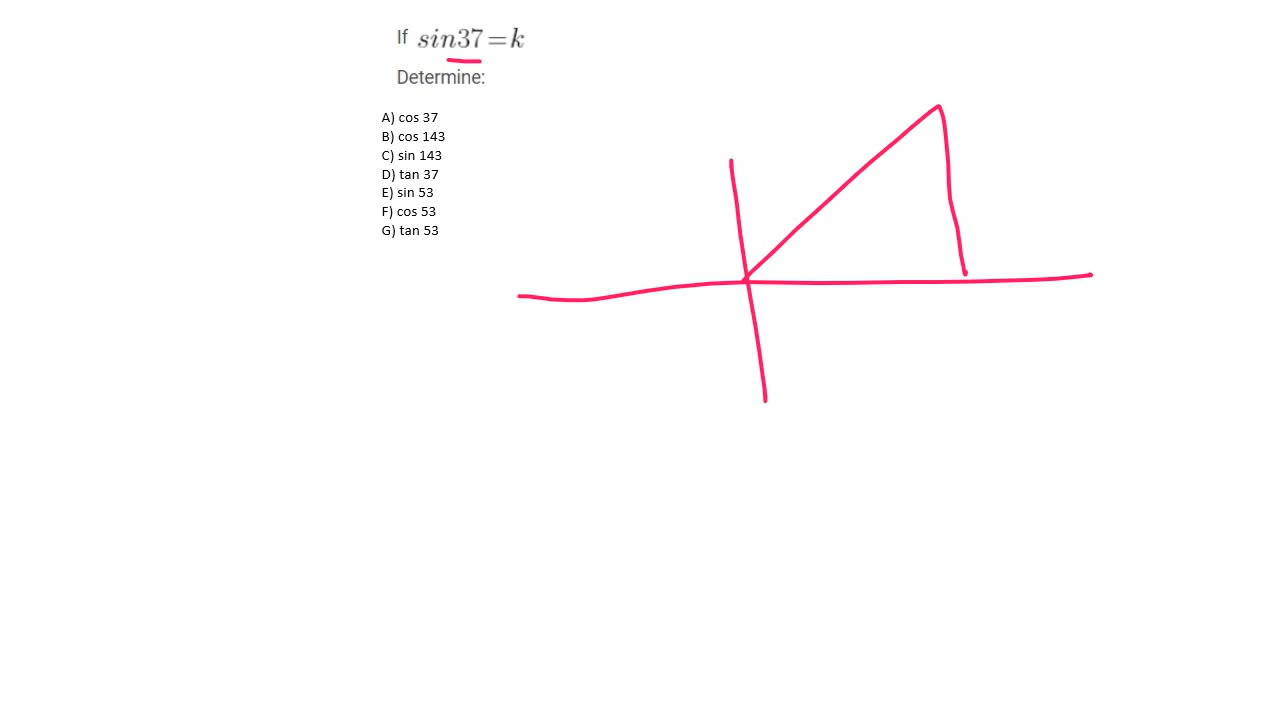 If sin37=k
Determine:
A) cos 37
B) cos 143
C) sin 143
D) tan 37
E) sin 53
F) cos 53
G) tan 53